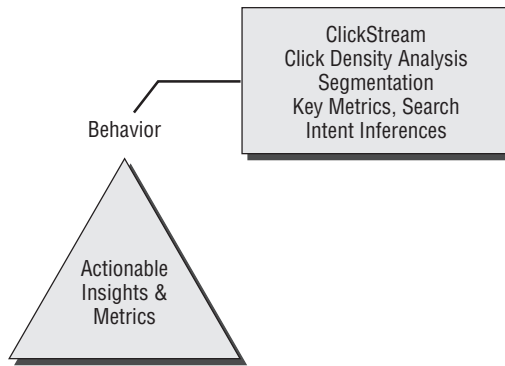 ClickStream
Click Density Analysis
Segmentation
Key Metrics, Search
Intent Inferences
Behavior
Actionable
Insights &
Metrics